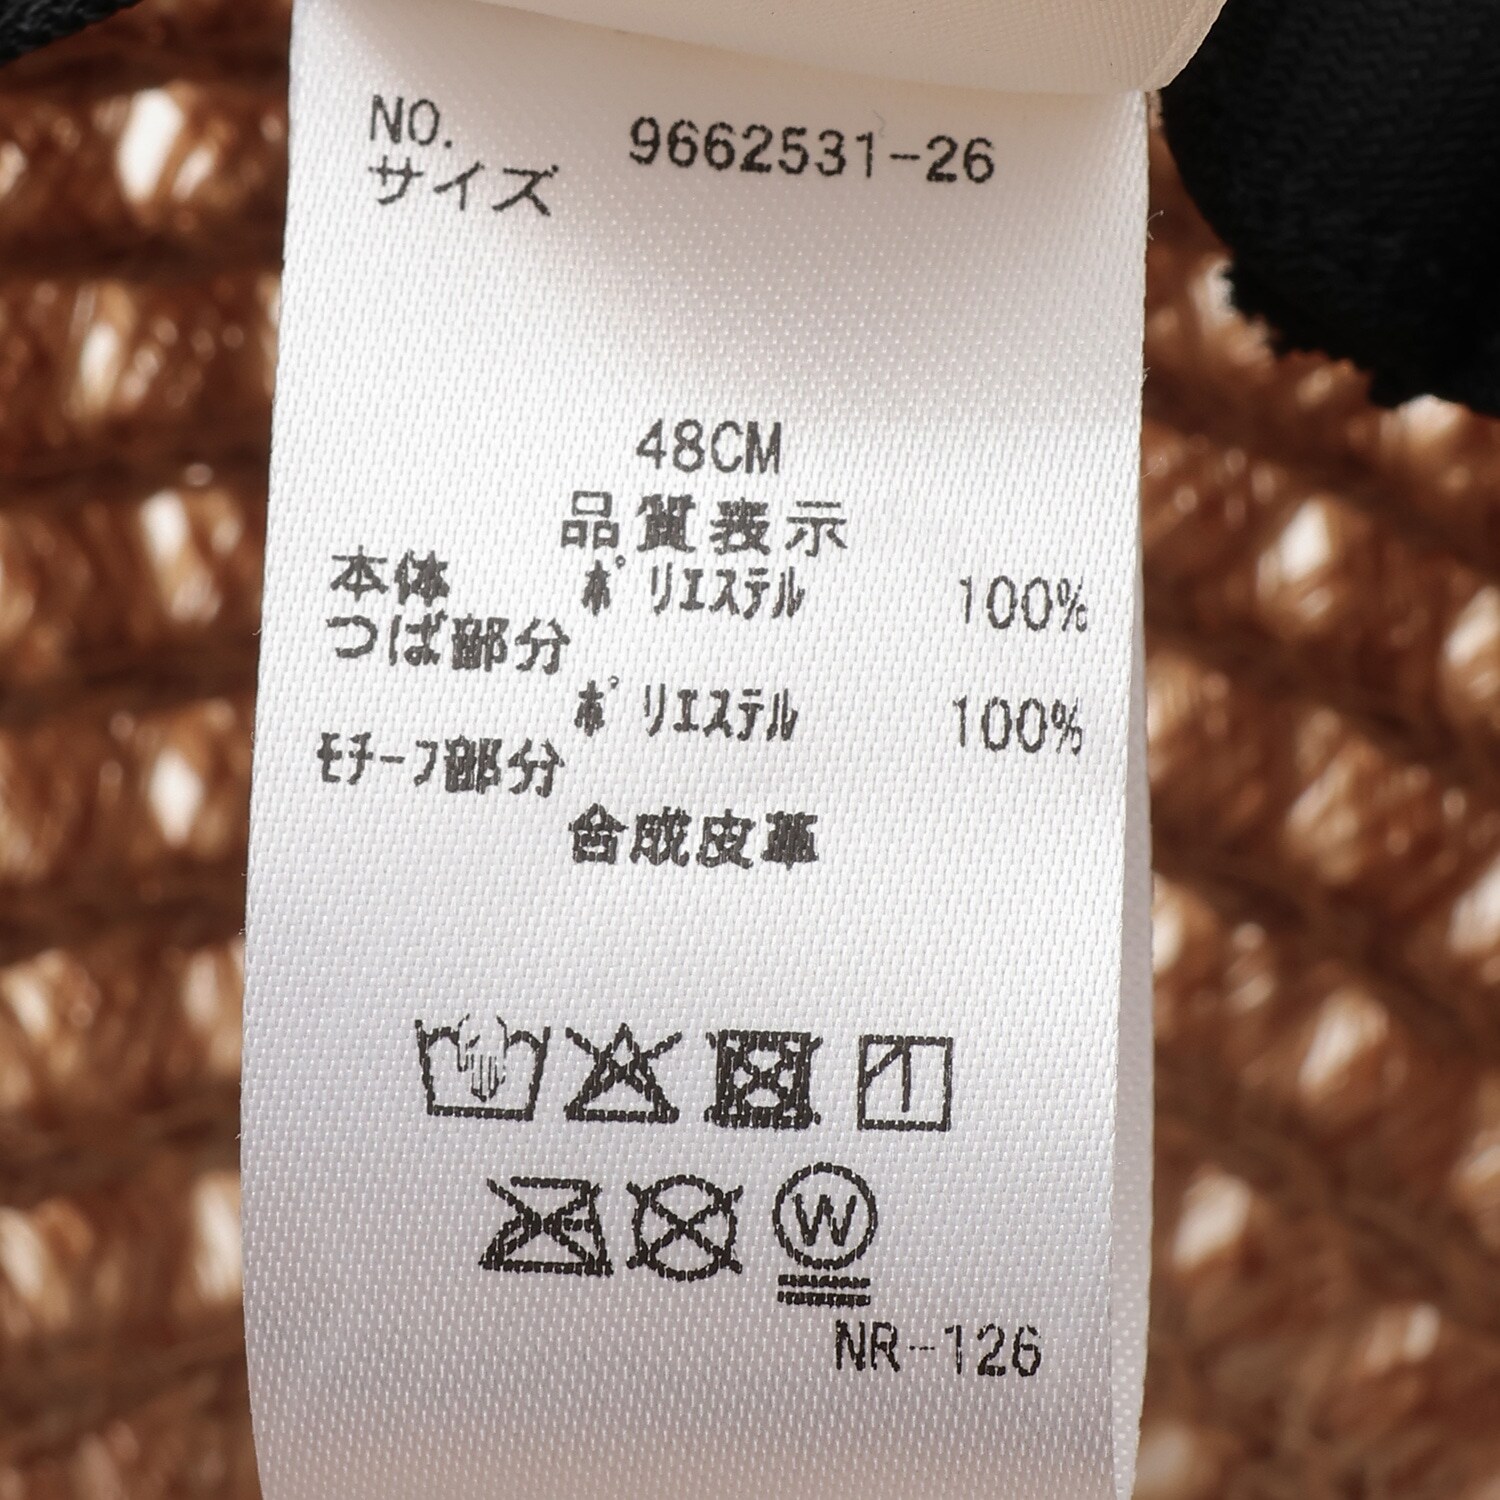 NO. 9662531-26
サイズ
48CM
品質表示
本体 ポリエステル 100%
つば部分
ポリエステル 100%
モチーフ部分
合成皮革
W
NR-126